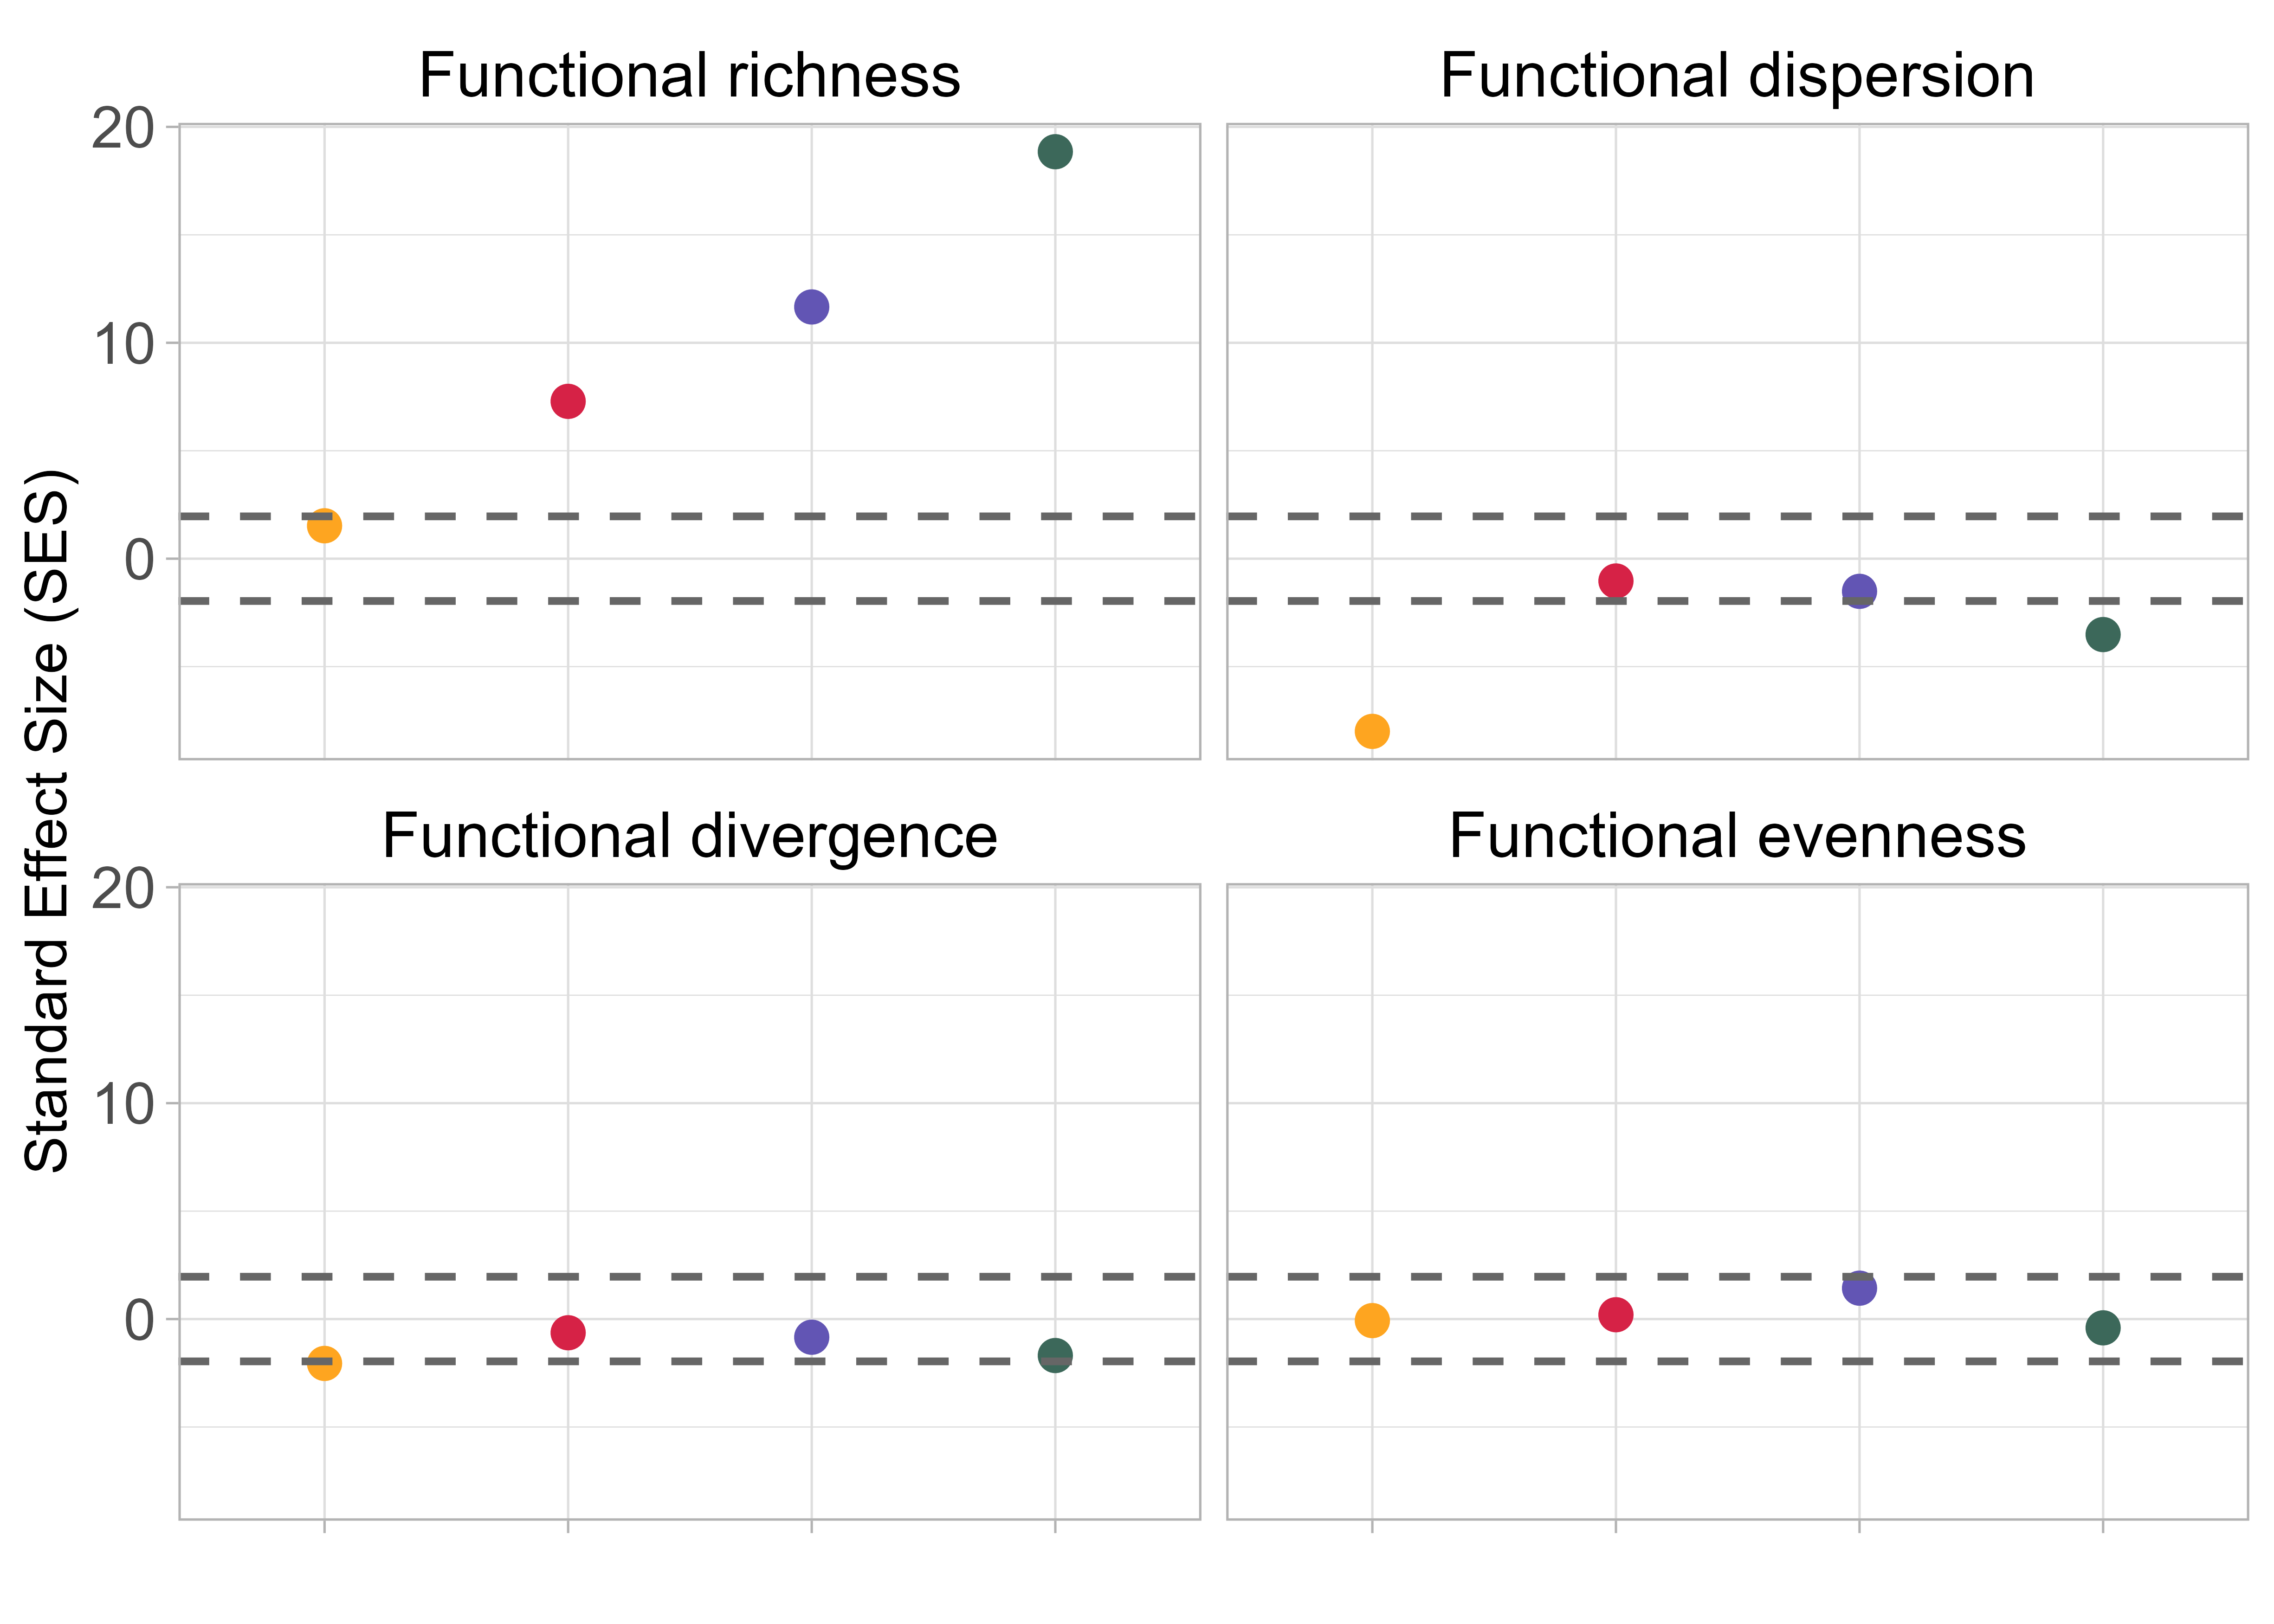 Functional richness
Functional dispersion
20
10
0
Standard Effect Size (SES)
Functional divergence
Functional evenness
20
10
0